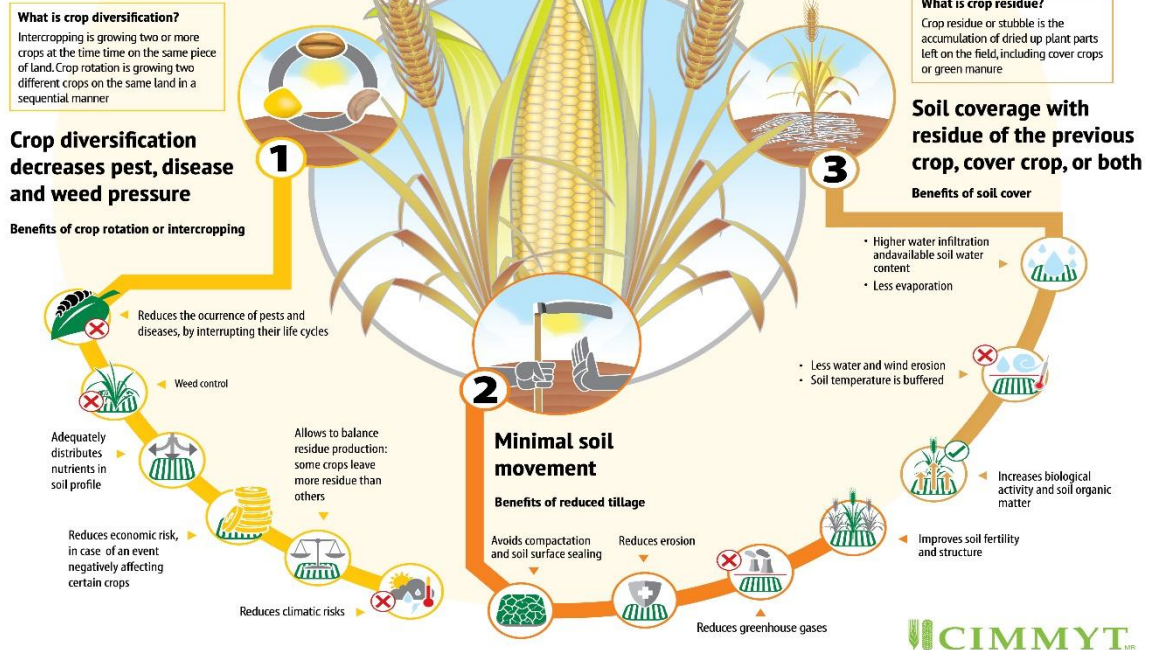 What is crop diversification?
Intercropping is growing two or more
crops at the time time on the same piece
of land. Crop rotation is growing two
different crops on the same land in a
sequential manner
Crop diversification
decreases pest, disease
and weed pressure
Benefits of crop rotation or intercropping
1
Reduces the ocurrence of pests and
diseases, by interrupting their life cycles
Weed control
Adequately
distributes
nutrients in
soil profile
Reduces economic risk,
in case of an event
negatively affecting
certain crops
Allows to balance
residue production:
some crops leave
more residue than
others
Reduces climatic risks
2
Minimal soil
movement
Benefits of reduced tillage
Avoids compactation
and soil surface sealing
Reduces erosion
Reduces greenhouse gases
What is crop residue?
Crop residue or stubble is the
accumulation of dried up plant parts
left on the field, including cover crops
or green manure
Soil coverage with
residue of the previous
crop, cover crop, or both
3
Benefits of soil cover
• Higher water infiltration
andavailable soil water
content
• Less evaporation
• Less water and wind erosion
• Soil temperature is buffered
Increases biological
activity and soil organic
matter
Improves soil fertility
and structure
CIMMYT MR